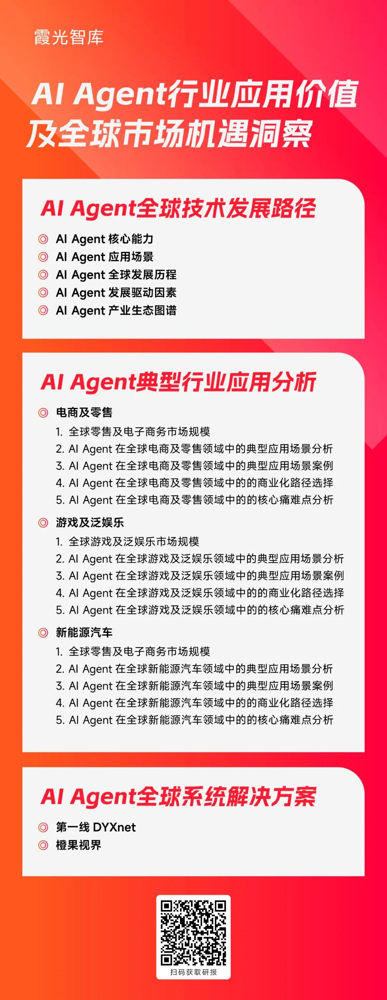 霞光智库
AI Agent行业应用价值
及全球市场机遇洞察
AI Agent全球技术发展路径
AI Agent 核心能力
AI Agent 应用场景
AI Agent 全球发展历程
AI Agent 发展驱动因素
AI Agent 产业生态图谱
AI Agent典型行业应用分析
电商及零售
1. 全球零售及电子商务市场规模
2. AI Agent 在全球电商及零售领域中的典型应用场景分析
3. AI Agent 在全球电商及零售领域中的典型应用场景案例
4. AI Agent 在全球电商及零售领域中的的商业化路径选择
5. AI Agent 在全球电商及零售领域中的的核心痛难点分析
游戏及泛娱乐
1. 全球游戏及泛娱乐市场规模
2. AI Agent 在全球游戏及泛娱乐领域中的典型应用场景分析
3. AI Agent 在全球游戏及泛娱乐领域中的典型应用场景案例
4. AI Agent 在全球游戏及泛娱乐领域中的的商业化路径选择
5. AI Agent 在全球游戏及泛娱乐领域中的的核心痛难点分析
新能源汽车
1. 全球零售及电子商务市场规模
2. AI Agent 在全球新能源汽车领域中的典型应用场景分析
3. AI Agent 在全球新能源汽车领域中的典型应用场景案例
4. AI Agent 在全球新能源汽车领域中的的商业化路径选择
5. AI Agent 在全球新能源汽车领域中的的核心痛难点分析
AI Agent全球系统解决方案
第一线 DYXnet
橙果视界
扫码获取研报